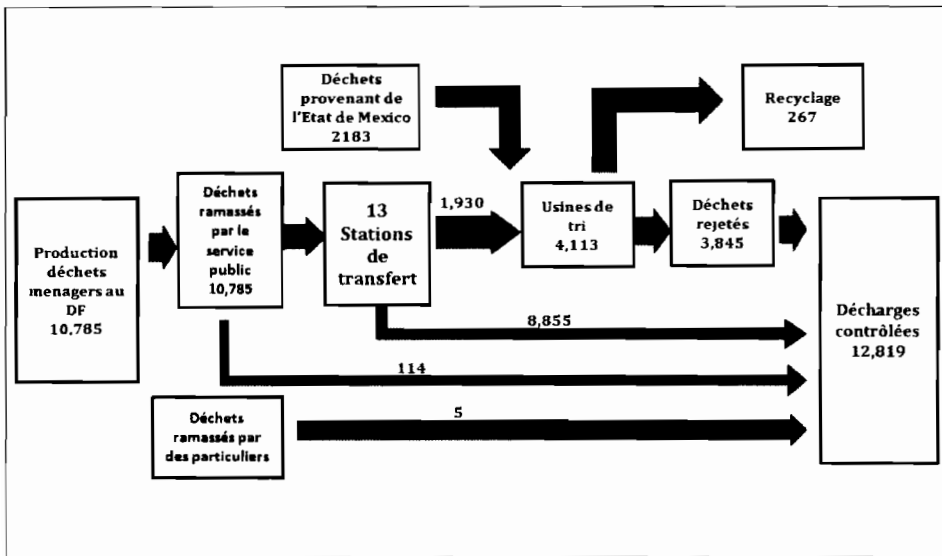 Déchets
provenant de
l'Etat de Mexico
2183
Recyclage
267
Production
déchets
menagers au
DF
10,785
Déchets
ramassés
par le
service
public
10,785
13
Stations
de
transfert
1,930
Usines de
tri
4,113
Déchets
rejetés
3,845
Décharges
contrôlées
12,819
8,855
114
Déchets
ramassés par
des particuliers
5